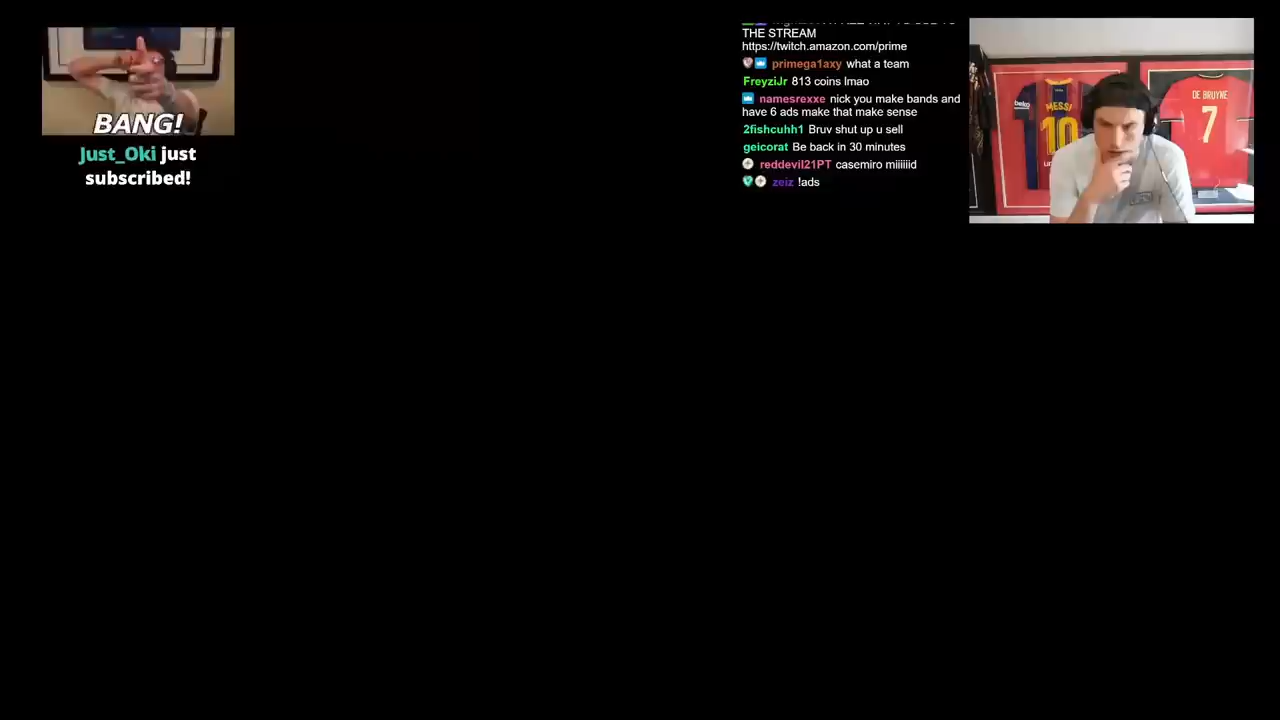 BANG!
Just_Oki just
subscribed!
THE STREAM
https://twitch.amazon.com/prime
primega1axy what a team
FreyziJr 813 coins lmao
namesrexxe nick you make bands and
have 6 ads make that make sense
2fishcuhh1 Bruv shut up u sell
geicorat Be back in 30 minutes
reddevil21PT casemiro miiiiiid
zeiz !ads
beko
MESSI
10
DE BRUYNE
7